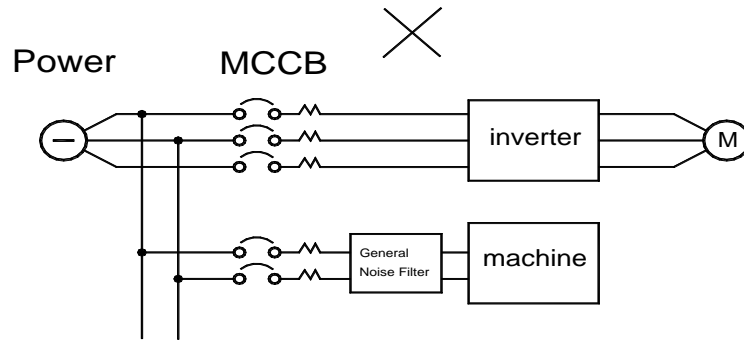 Power
MCCB
inverter
M
General
Noise Filter
machine